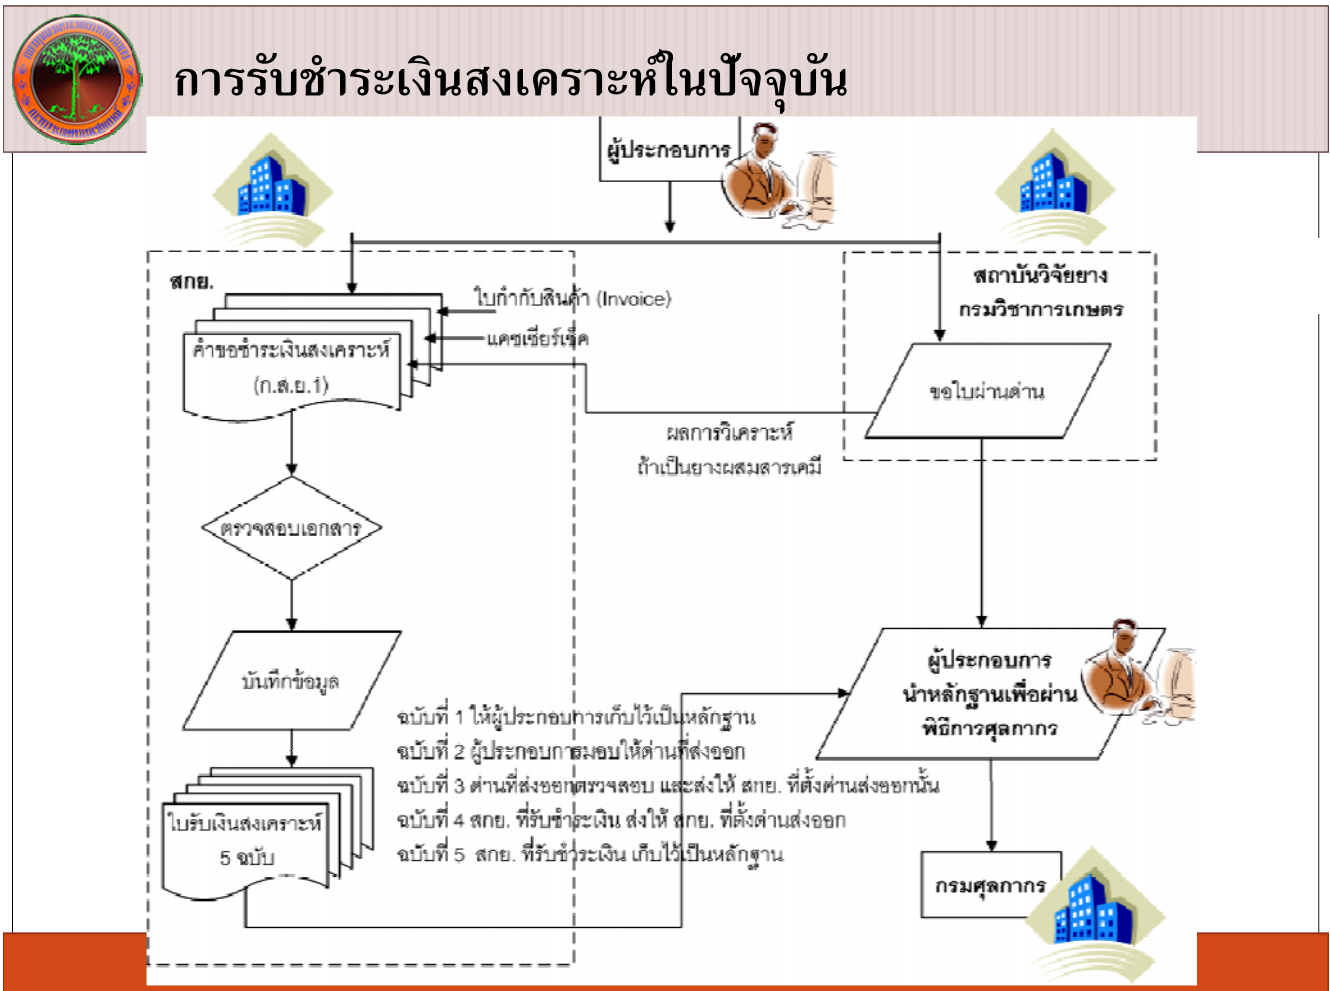 การรับชำระเงินสงเคราะห์ในปัจจุบัน
ผู้ประกอบการ
สกย.
ใบกำกับสินค้า (Invoice)
แคชเชียร์เช็ค
คำขอชำระเงินสงเคราะห์
(ก.ส.ย.1)
สถาบันวิจัยยาง
กรมวิชาการเกษตร
ขอใบผ่านด่าน
ผลการวิเคราะห์
ถ้าเป็นยางผสมสารเคมี
ตรวจสอบเอกสาร
บันทึกข้อมูล
ผู้ประกอบการ
นำหลักฐานเพื่อผ่าน
พิธีการศุลกากร
ฉบับที่ 1 ให้ผู้ประกอบการเก็บไว้เป็นหลักฐาน
ฉบับที่ 2 ผู้ประกอบการมอบให้ด่านที่ส่งออก
ฉบับที่ 3 ด่านที่ส่งออกตรวจสอบ และส่งให้ สกย. ที่ตั้งด่านส่งออกนั้น
ฉบับที่ 4 สกย. ที่รับชำระเงิน ส่งให้ สกย. ที่ตั้งด่านส่งออก
ฉบับที่ 5 สกย. ที่รับชำระเงิน เก็บไว้เป็นหลักฐาน
ใบรับเงินสงเคราะห์
5 ฉบับ
กรมศุลกากร